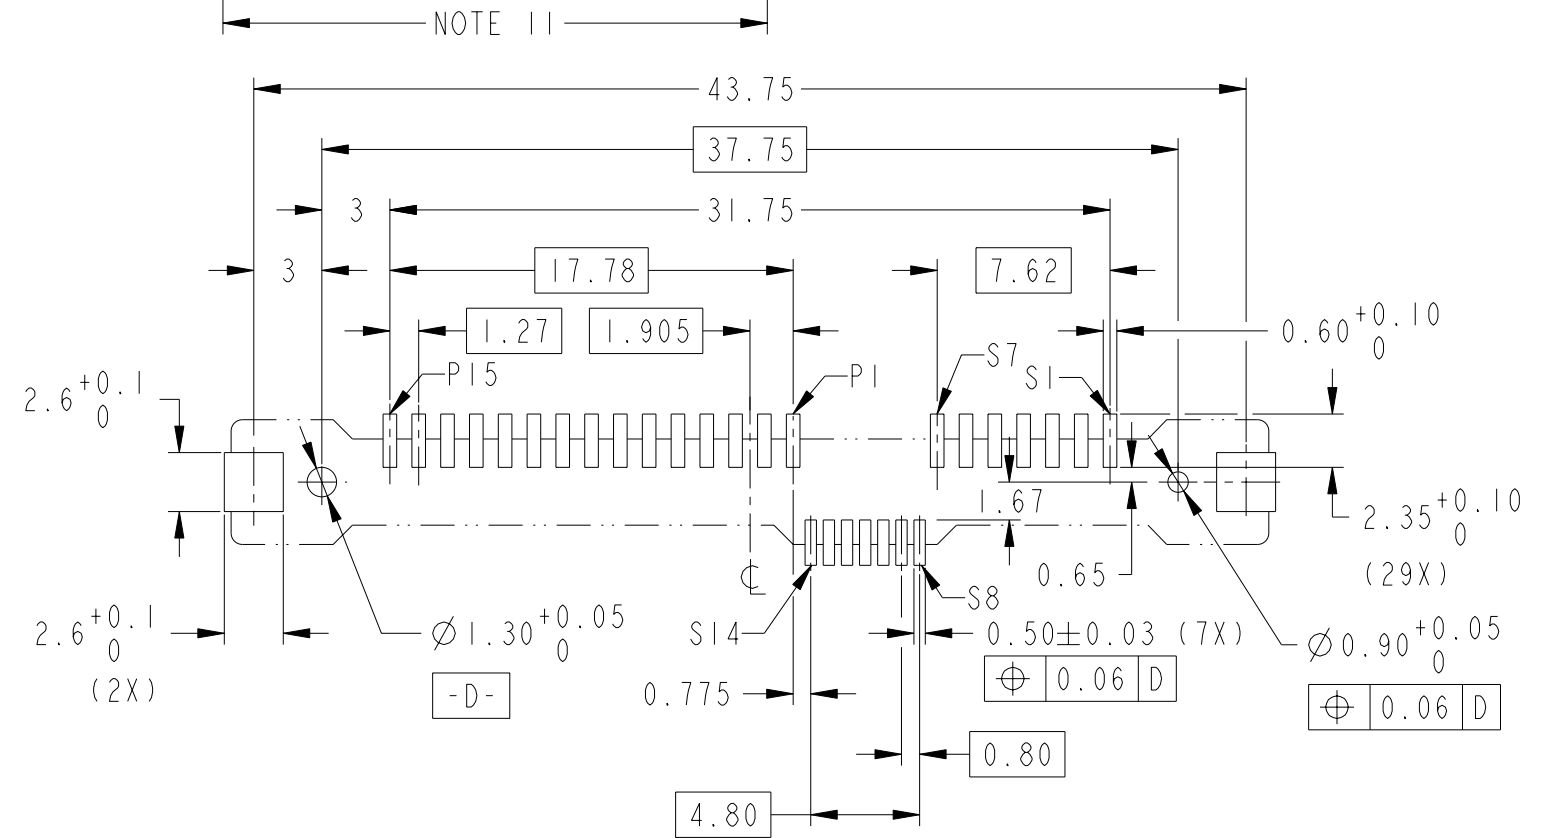 NOTE 11
43.75
37.75
3
31.75
3
17.78
7.62
1.27
1.905
0.60 +0.10
0
P15
P1
S7
S1
2.6 +0.1
0
1.67
2.35 +0.10
0
(29X)
℄
0.65
S8
2.6 +0.1
0
(2X)
Ø1.30 +0.05
0
-D-
S14
0.50±0.03 (7X)
⌖ 0.06 D
Ø0.90 +0.05
0
⌖ 0.06 D
0.775
0.80
4.80